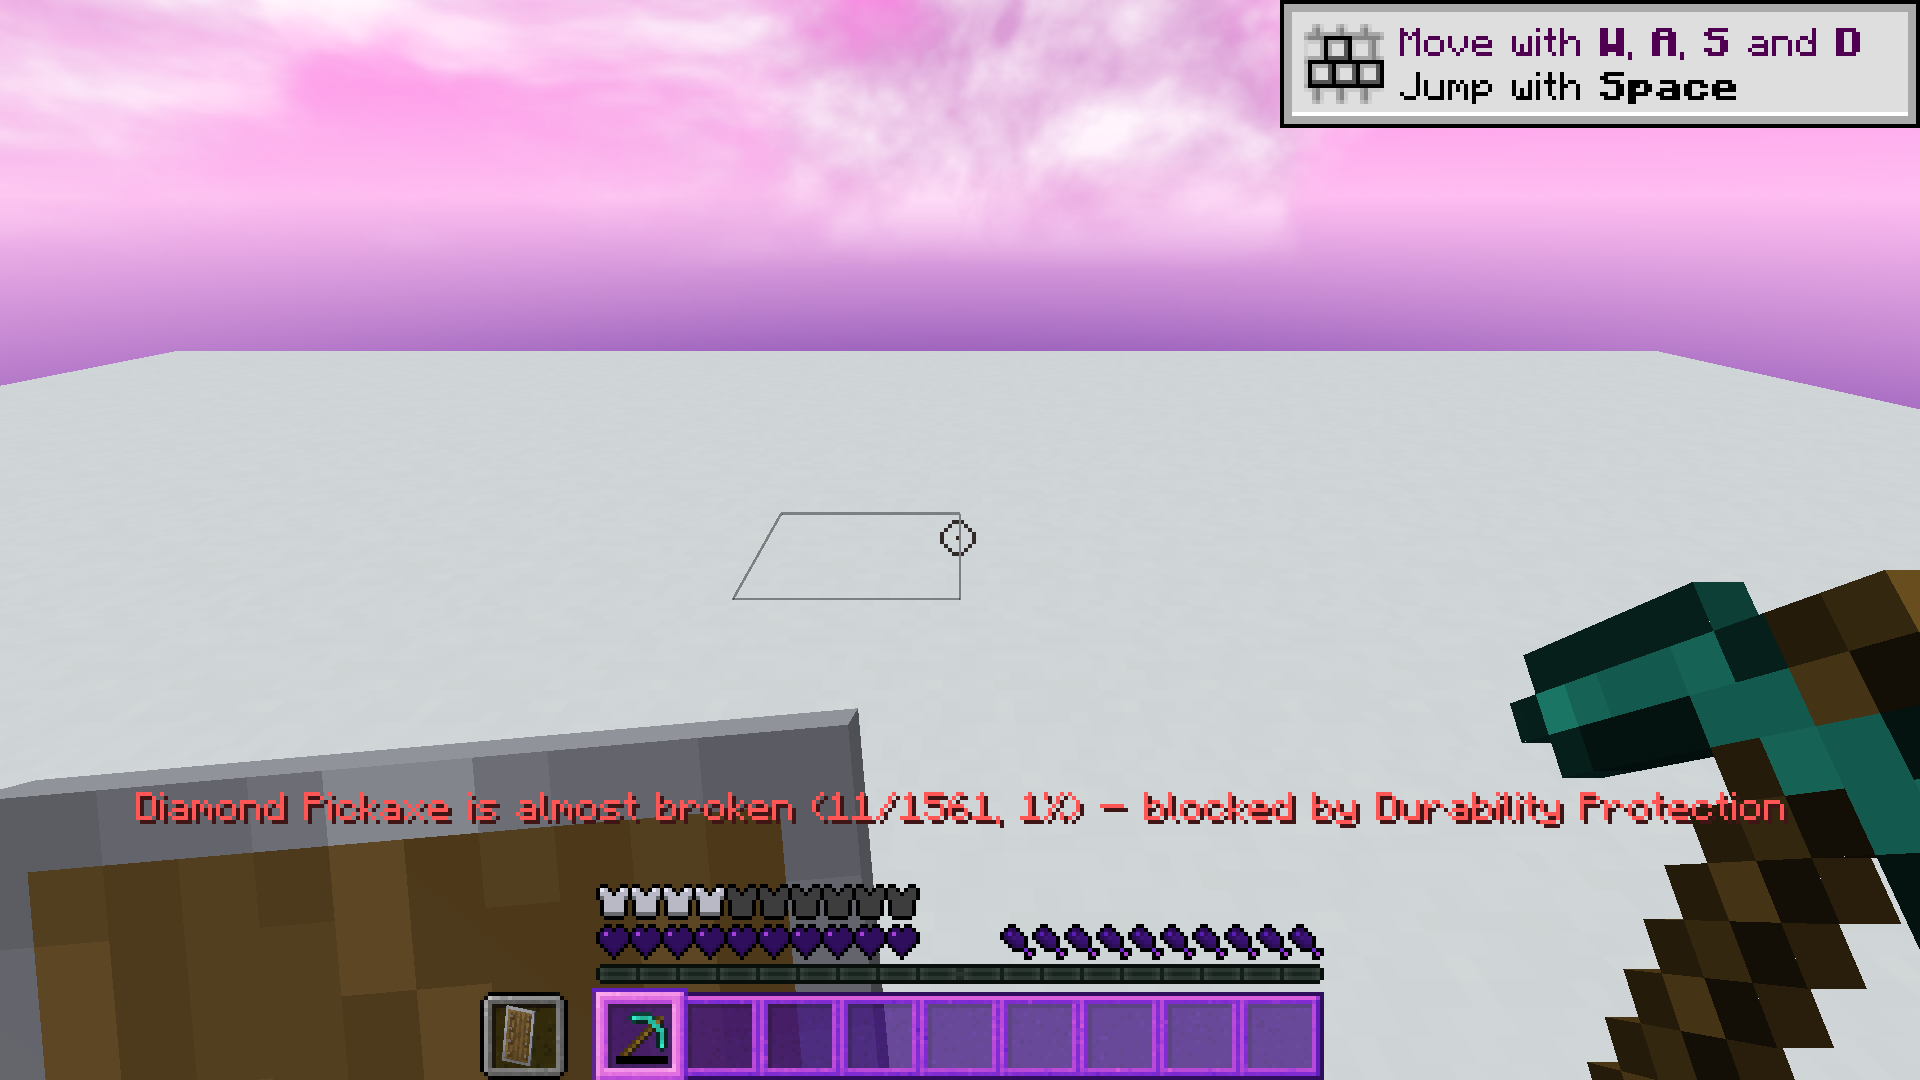 Move with W, A, S and D
Jump with Space
Diamond Pickaxe is almost broken (11/1561, 1%) — blocked by Durability Protection